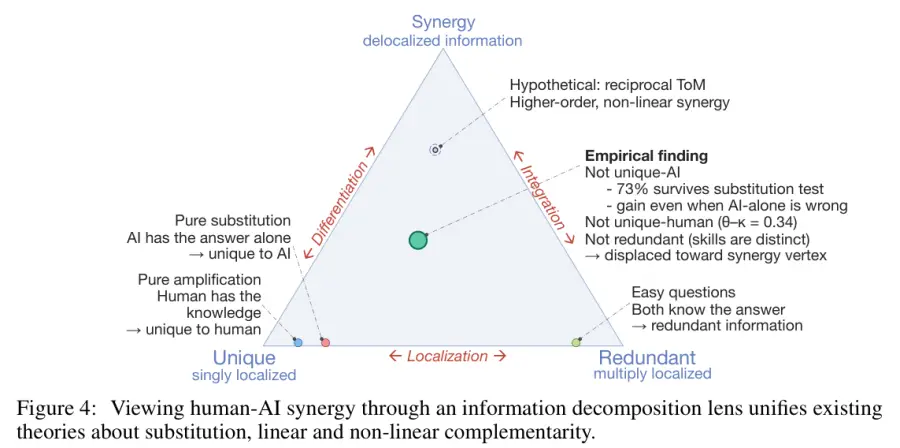 Synergy
delocalized information
Hypothetical: reciprocal ToM
Higher-order, non-linear synergy
← Differentiation →
← Integration →
Empirical finding
Not unique-AI
- 73% survives substitution test
- gain even when AI-alone is wrong
Not unique-human (θ–κ = 0.34)
Not redundant (skills are distinct)
→ displaced toward synergy vertex
Pure substitution
AI has the answer alone
→ unique to AI
Pure amplification
Human has the
knowledge
→ unique to human
Easy questions
Both know the answer
→ redundant information
Unique
singly localized
← Localization →
Redundant
multiply localized
Figure 4: Viewing human-AI synergy through an information decomposition lens unifies existing
theories about substitution, linear and non-linear complementarity.